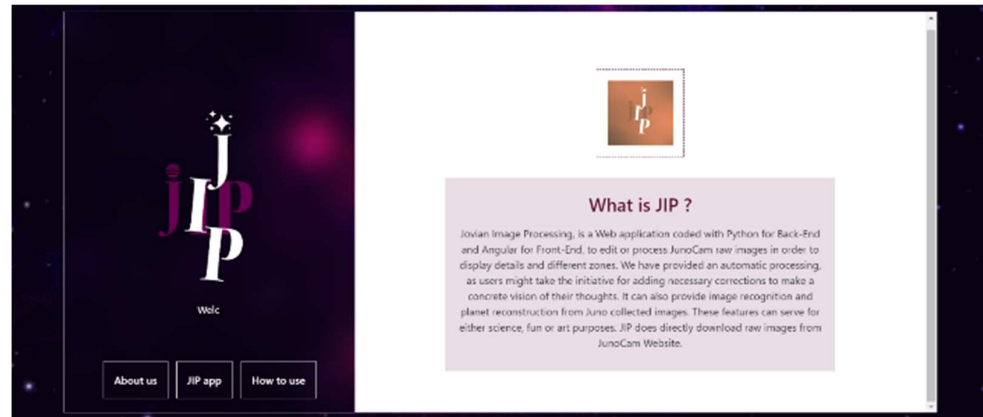 j
jIP
I
P
Welc
About us
JIP app
How to use
j
JIP
I
P
What is JIP ?
Jovian Image Processing, is a Web application coded with Python for Back-End
and Angular for Front-End, to edit or process JunoCam raw images in order to
display details and different zones. We have provided an automatic processing,
as users might take the initiative for adding necessary corrections to make a
concrete vision of their thoughts. It can also provide image recognition and
planet reconstruction from Juno collected images. These features can serve for
either science, fun or art purposes. JIP does directly download raw images from
JunoCam Website.